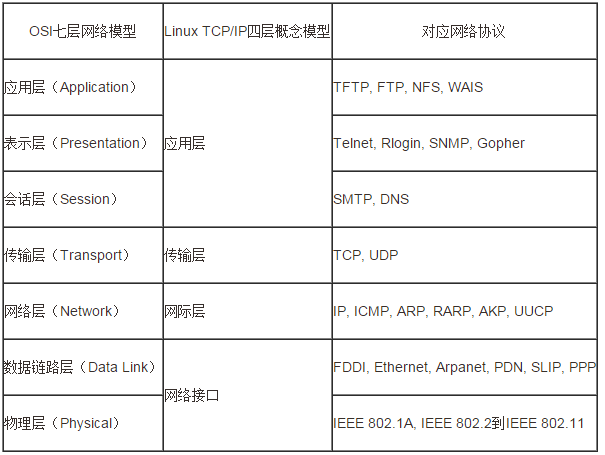 OSI七层网络模型 Linux TCP/IP四层概念模型 对应网络协议
应用层（Application） TFTP, FTP, NFS, WAIS
表示层（Presentation） 应用层 Telnet, Rlogin, SNMP, Gopher
会话层（Session） SMTP, DNS
传输层（Transport） 传输层 TCP, UDP
网络层（Network） 网际层 IP, ICMP, ARP, RARP, AKP, UUCP
数据链路层（Data Link） FDDI, Ethernet, Arpanet, PDN, SLIP, PPP
网络接口
物理层（Physical） IEEE 802.1A, IEEE 802.2到IEEE 802.11